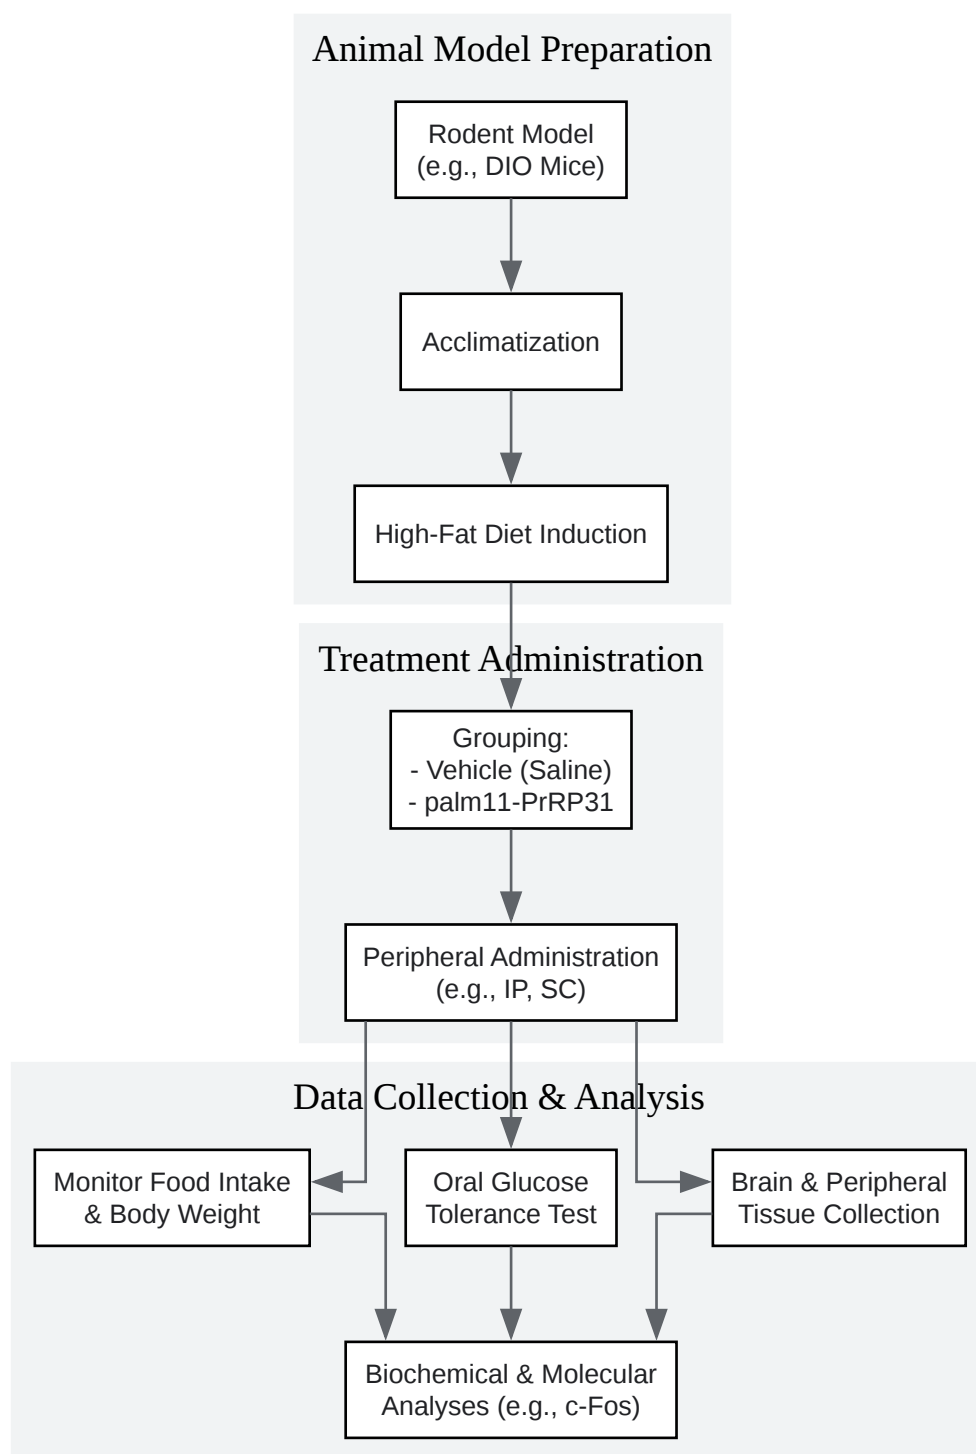 Animal Model Preparation
Rodent Model
(e.g., DIO Mice)
Acclimatization
High-Fat Diet Induction
Treatment Administration
Grouping:
- Vehicle (Saline)
- palm11-PrRP31
Peripheral Administration
(e.g., IP, SC)
Data Collection & Analysis
Monitor Food Intake
& Body Weight
Oral Glucose
Tolerance Test
Brain & Peripheral
Tissue Collection
Biochemical & Molecular
Analyses (e.g., c-Fos)